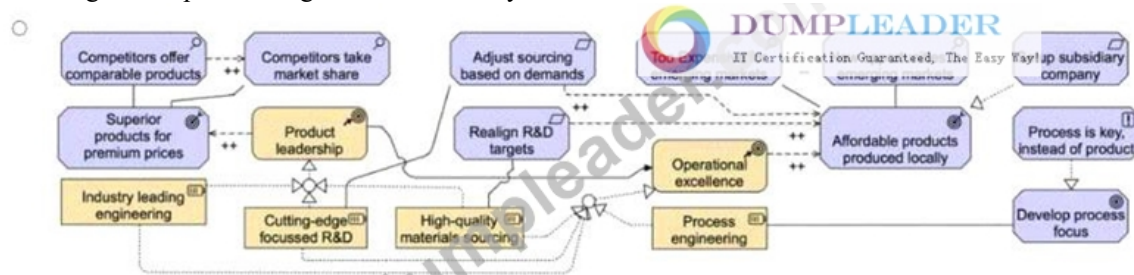 DUMPLEADER
IT Certification Guaranteed, The Easy Way!
Competitors offer
comparable products
++
Competitors take
market share
Adjust sourcing
based on demands
emerging markets
emerging markets
up subsidiary
company
Superior
products for
premium prices
++
Product
leadership
Realign R&D
targets
++
++
Operational
excellence
++
Affordable products
produced locally
Process is key,
instead of product
Industry leading
engineering
Cutting-edge
focussed R&D
High-quality
materials sourcing
Process
engineering
Develop process
focus